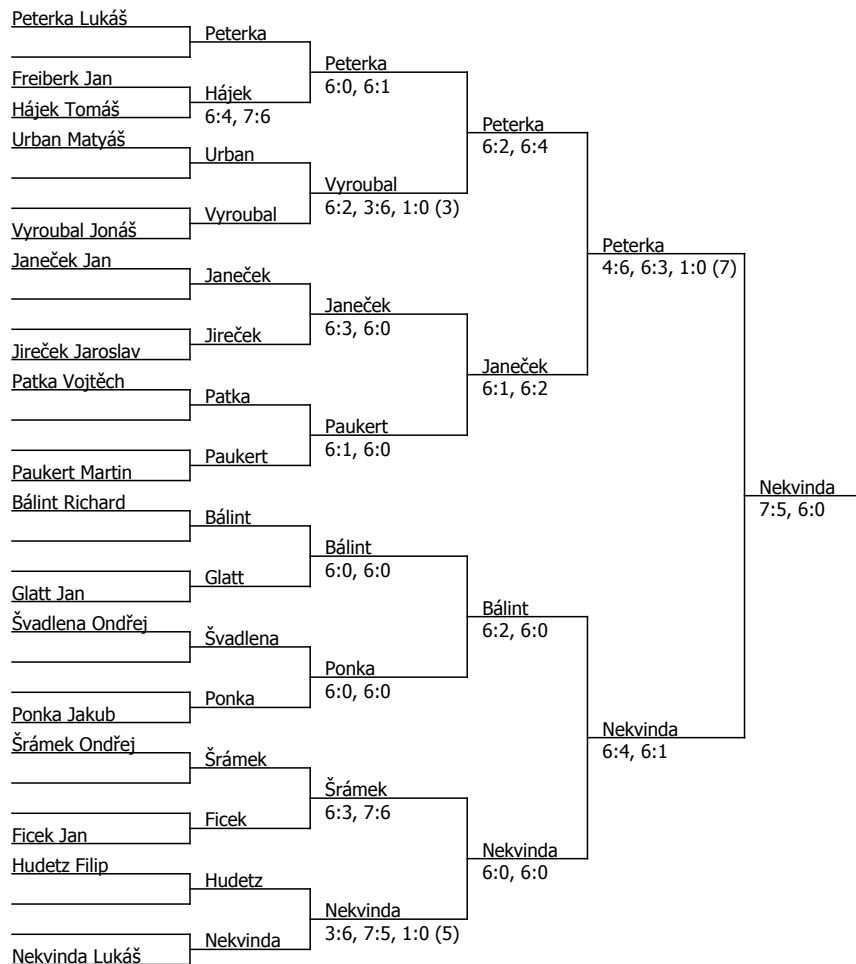 Peterka Lukáš
Peterka
Freiberk Jan
Peterka
6:0, 6:1
Hájek
Hájek Tomáš
6:4, 7:6
Peterka
6:2, 6:4
Urban Matyáš
Urban
Vyroubal
6:2, 3:6, 1:0 (3)
Vyroubal
Vyroubal Jonáš
Peterka
4:6, 6:3, 1:0 (7)
Janeček Jan
Janeček
Janeček
6:3, 6:0
Jireček
Jireček Jaroslav
Janeček
6:1, 6:2
Patka Vojtěch
Patka
Paukert
6:1, 6:0
Paukert
Paukert Martin
Nekvinda
7:5, 6:0
Bálint Richard
Bálint
Bálint
6:0, 6:0
Glatt
Glatt Jan
Bálint
6:2, 6:0
Švadlena Ondřej
Švadlena
Ponka
6:0, 6:0
Ponka
Ponka Jakub
Nekvinda
6:4, 6:1
Šrámek Ondřej
Šrámek
Šrámek
6:3, 7:6
Ficek
Ficek Jan
Nekvinda
6:0, 6:0
Hudetz Filip
Hudetz
Nekvinda
3:6, 7:5, 1:0 (5)
Nekvinda
Nekvinda Lukáš